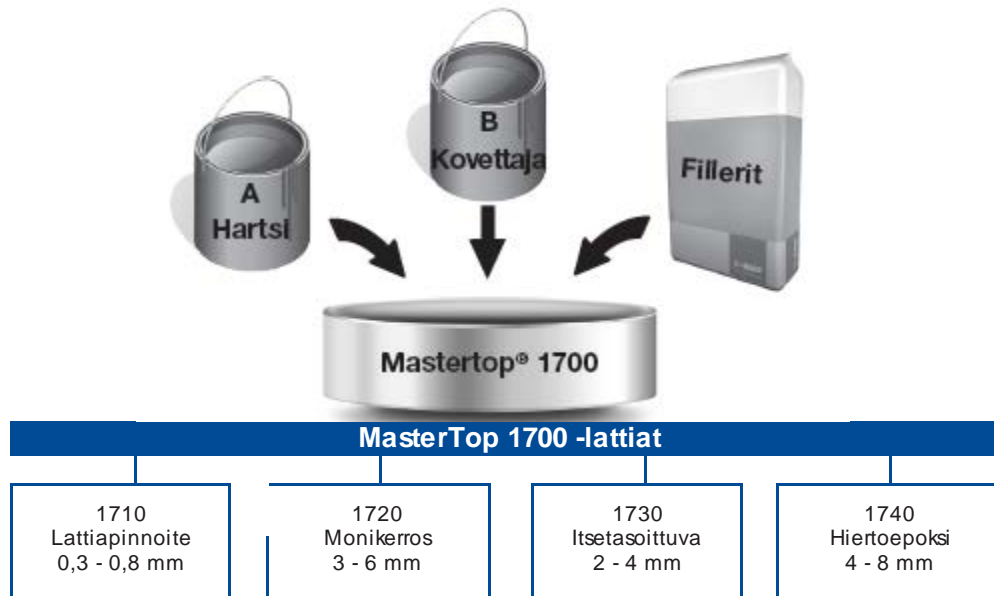 A
Hartsi
B
Kovettaja
Fillerit
Mastertop® 1700
MasterTop 1700 -lattiat
1710
Lattiapinnoite
0,3 - 0,8 mm
1720
Monikerros
3 - 6 mm
1730
Itsetasoittuva
2 - 4 mm
1740
Hiertoepoksi
4 - 8 mm